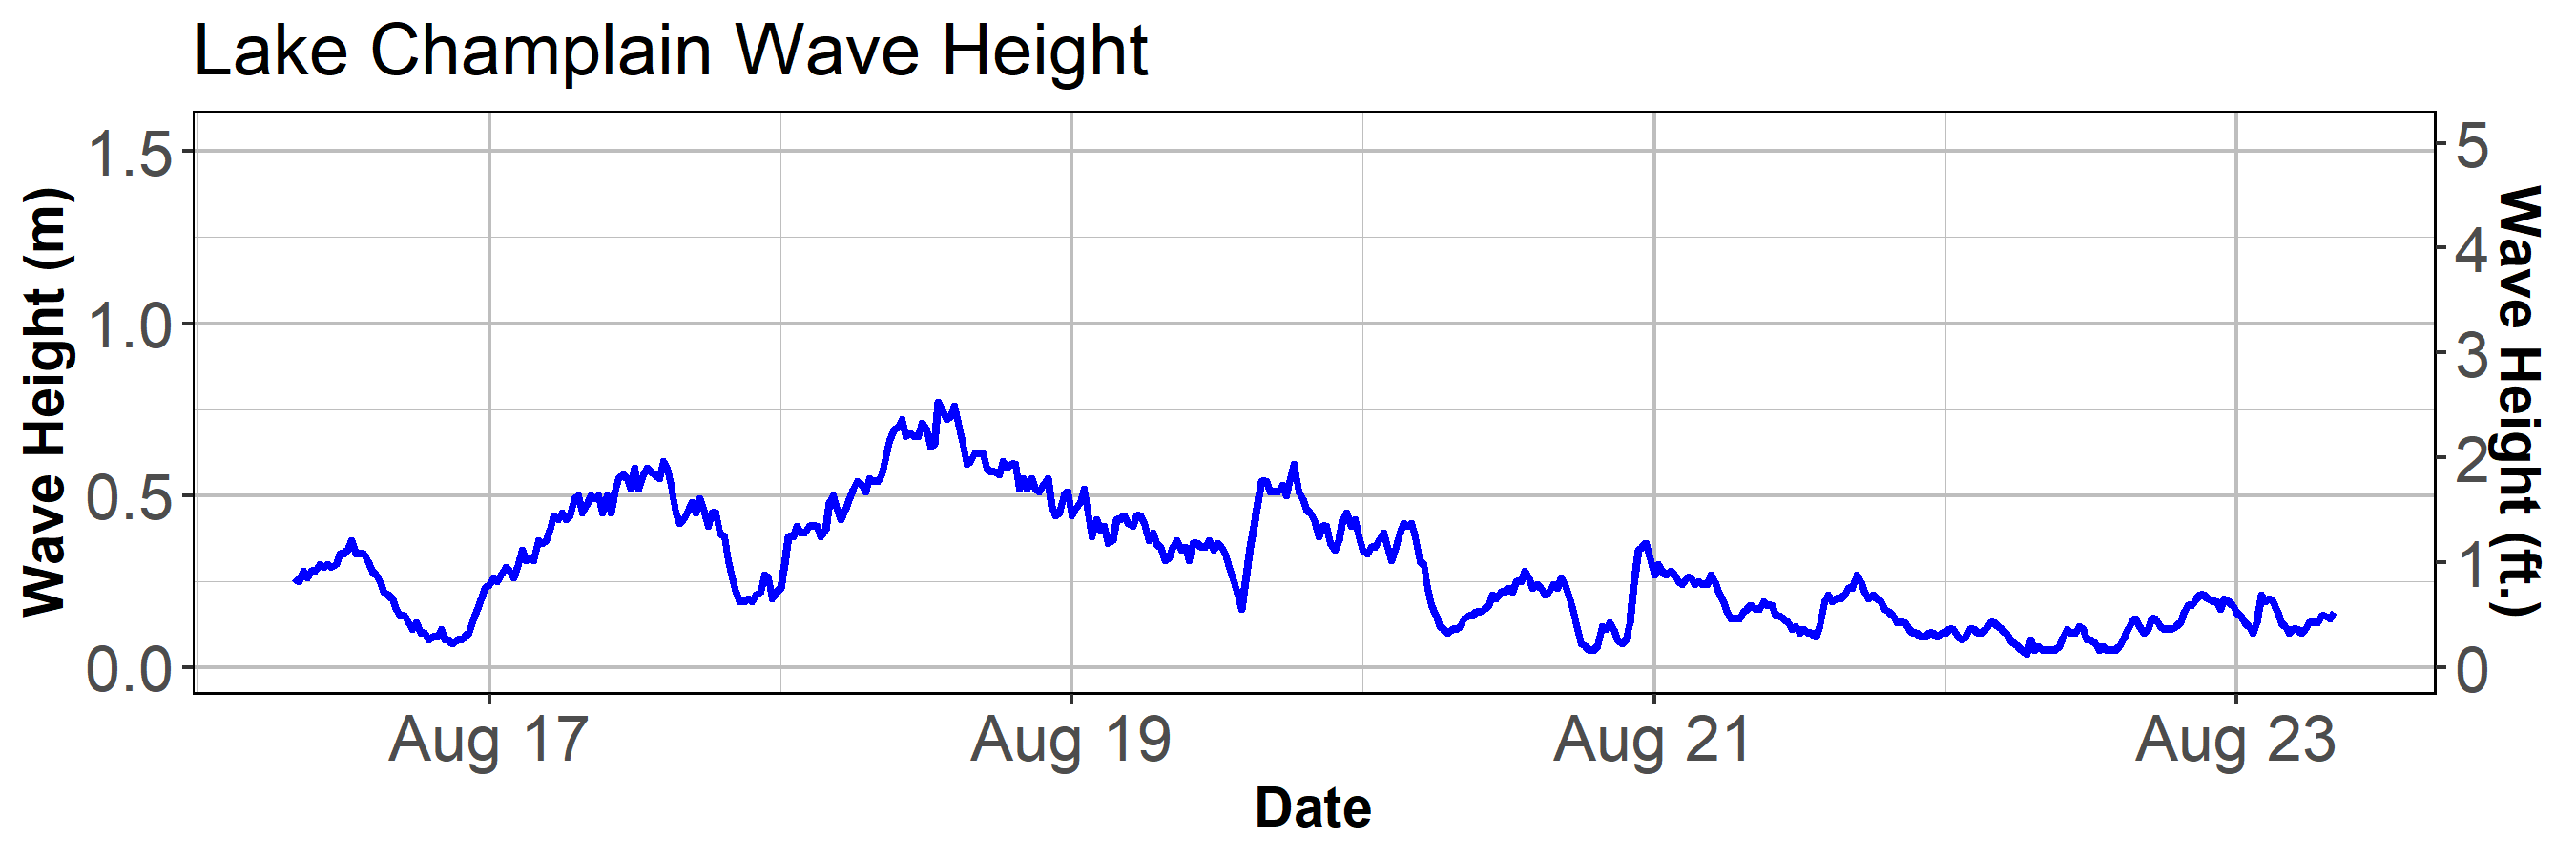 Lake Champlain Wave Height
Wave Height (m)
1.5
1.0
0.5
0.0
5
4
3
2
1
0
Wave Height (ft.)
Aug 17 Aug 19 Aug 21 Aug 23
Date